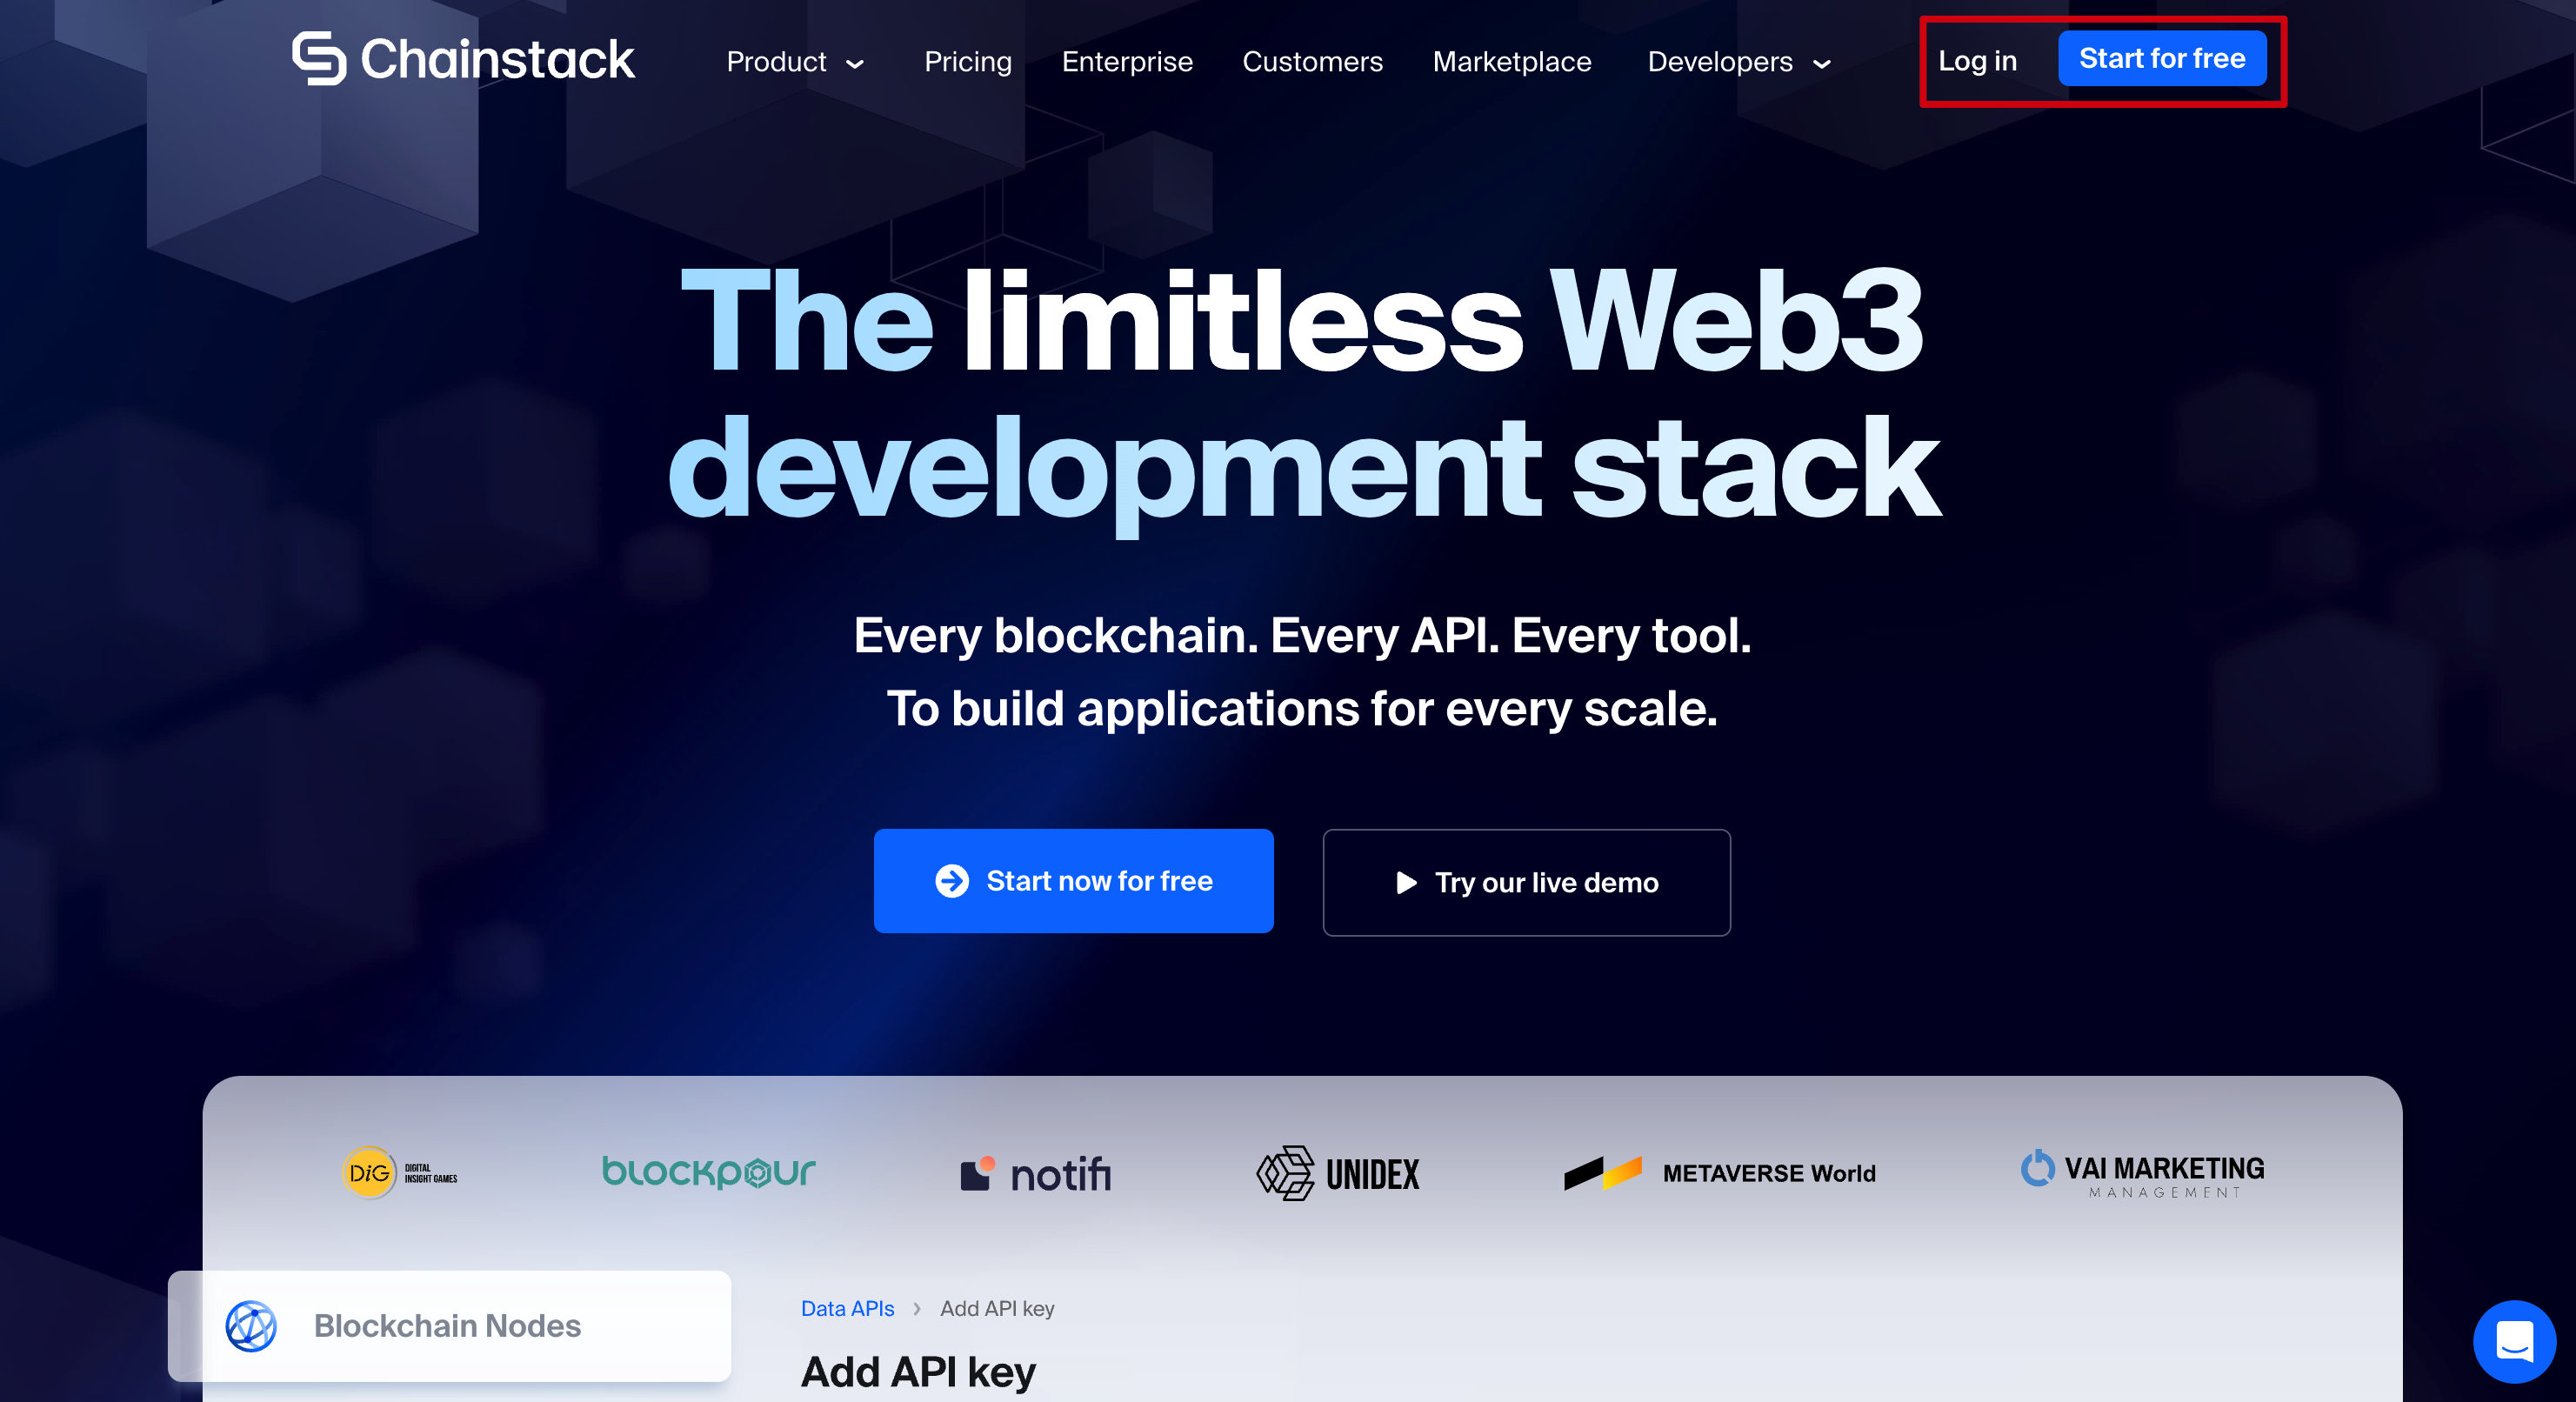 Chainstack
Product
Pricing
Enterprise
Customers
Marketplace
Developers
Log in
Start for free
The limitless Web3
development stack
Every blockchain. Every API. Every tool.
To build applications for every scale.
Start now for free
Try our live demo
DiG DIGITAL
INSIGHT GAMES
blockpour
notifi
UNIDEX
METAVERSE World
VAI MARKETING
MANAGEMENT
Blockchain Nodes
Data APIs > Add API key
Add API key